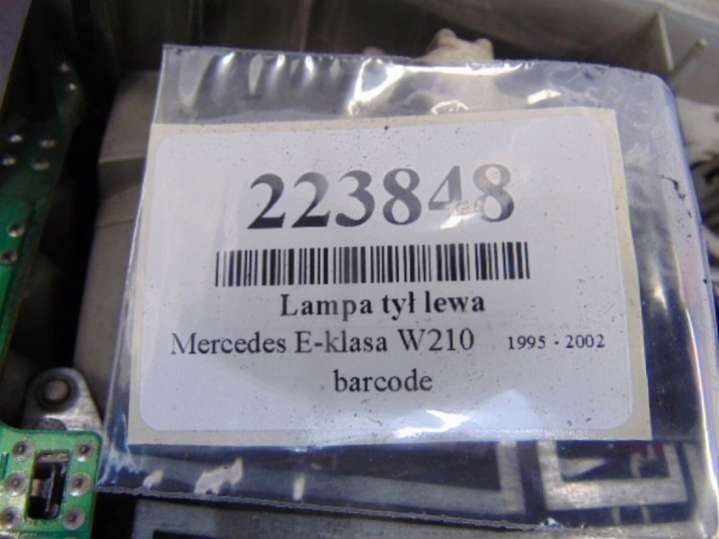 223848
Lampa tył lewa
Mercedes E-klasa W210 1995 - 2002
barcode